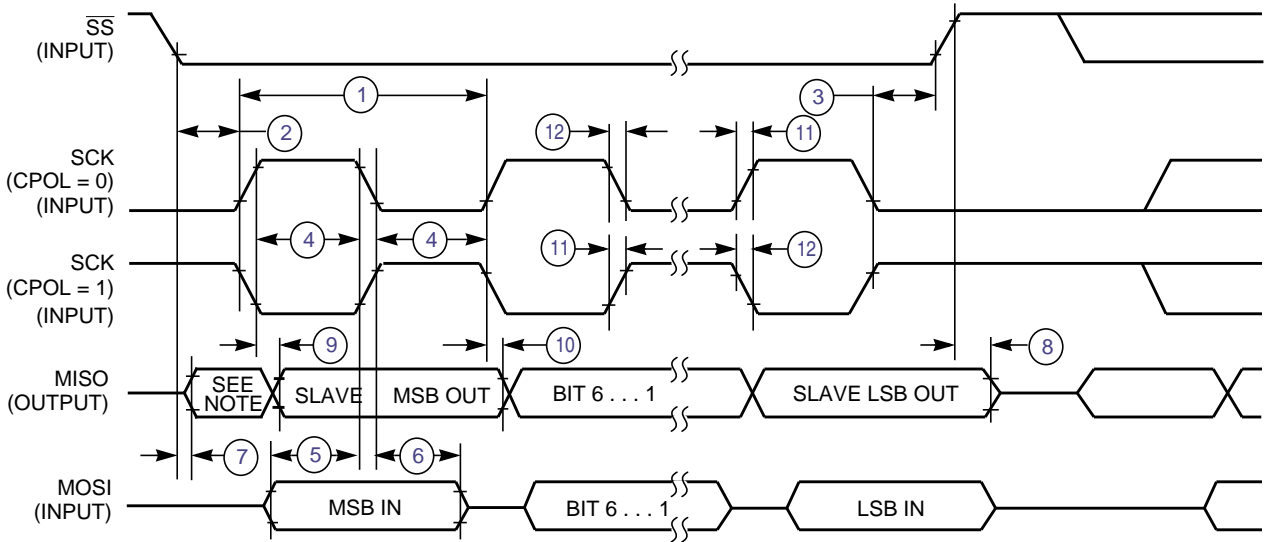 SS
(INPUT)
1
3
2
12
11
SCK
(CPOL = 0)
(INPUT)
4
4
SCK
(CPOL = 1)
(INPUT)
11
12
9
10
8
MISO
(OUTPUT)
SEE
NOTE
SLAVE
MSB OUT
BIT 6 . . . 1
SLAVE LSB OUT
7
5
6
MOSI
(INPUT)
MSB IN
BIT 6 . . . 1
LSB IN